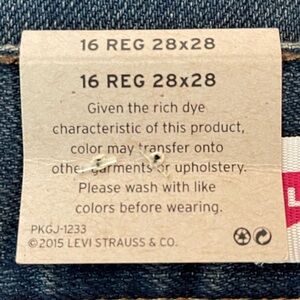 16 REG 28x28
16 REG 28x28
Given the rich dye
characteristic of this product,
color may transfer onto
other garments or upholstery.
Please wash with like
colors before wearing.
PKGJ-1233
©2015 LEVI STRAUSS & CO.